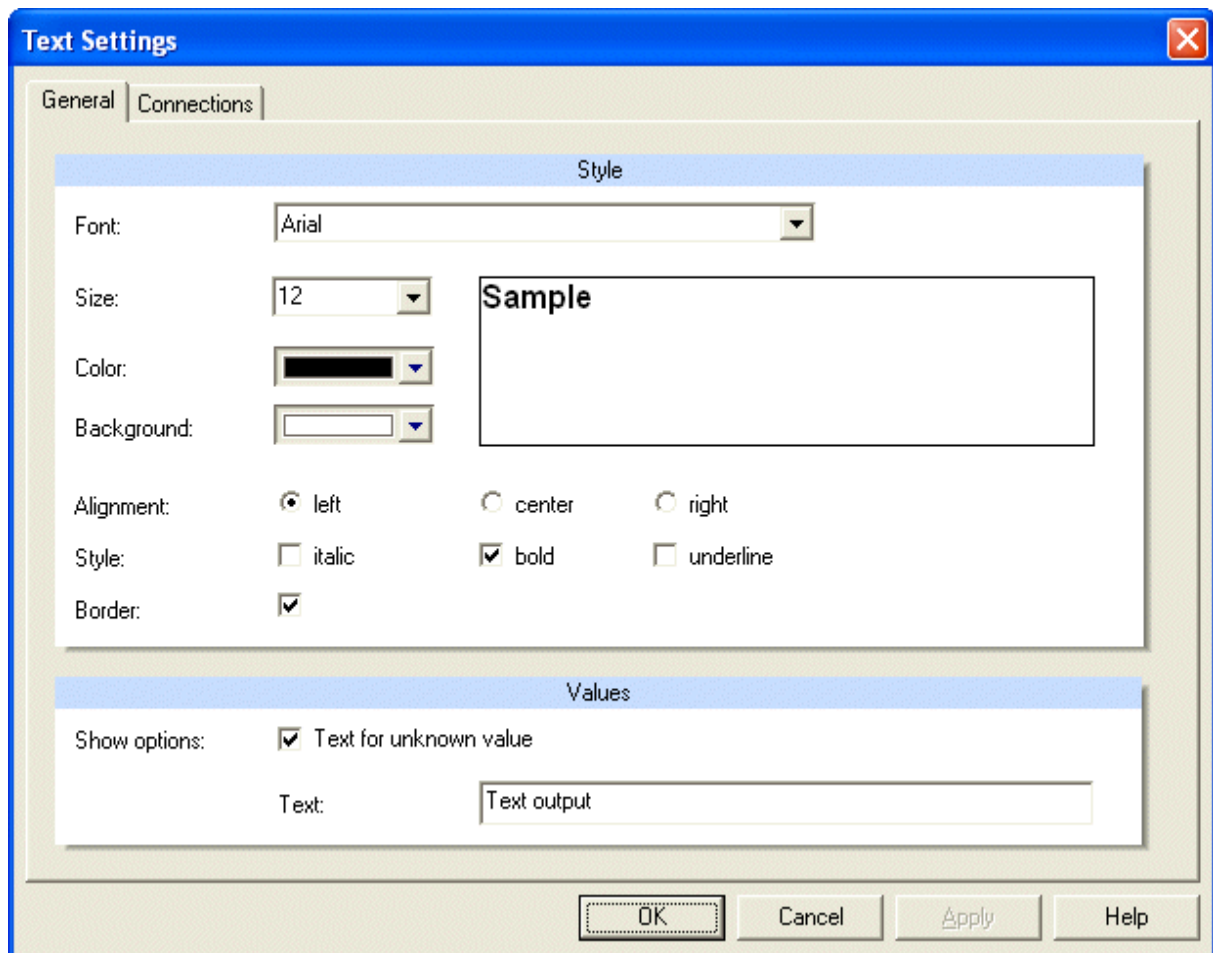 Text Settings
General Connections
Style
Font: Arial
Size: 12 Sample
Color:
Background:
Alignment: left center right
Style: italic bold underline
Border:
Values
Show options: Text for unknown value
Text: Text output
OK Cancel Apply Help